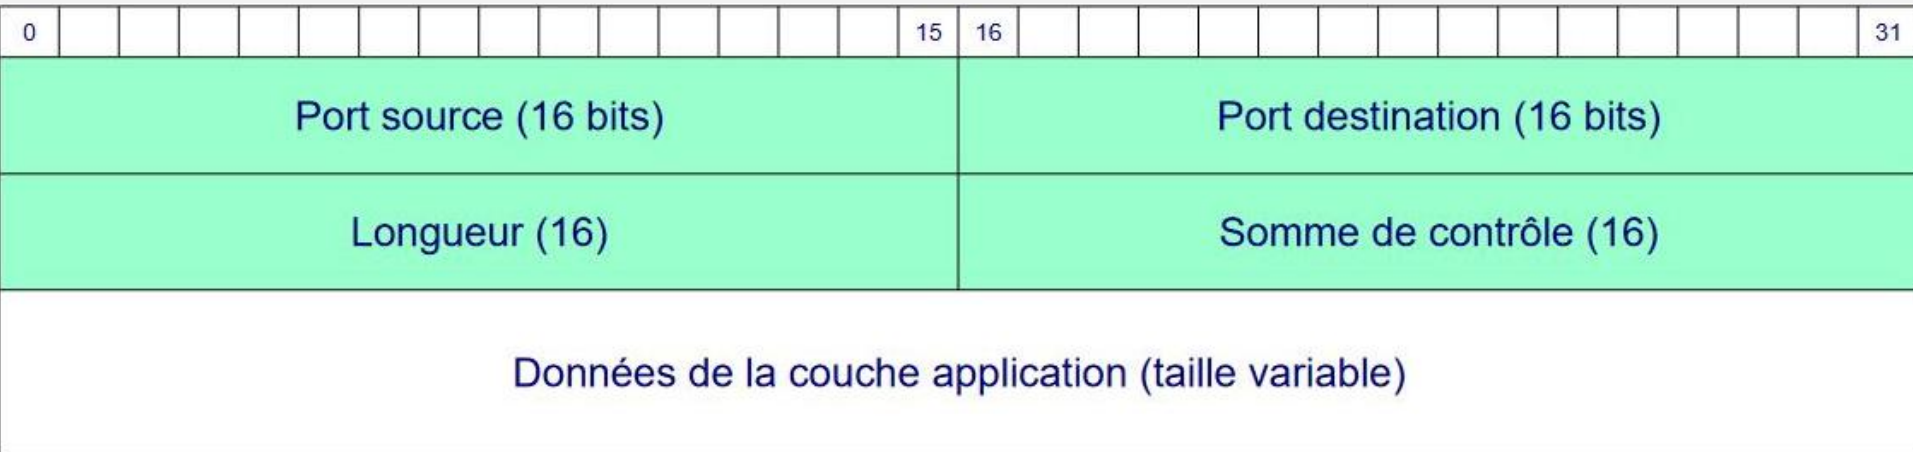 0 15 16 31
Port source (16 bits) Port destination (16 bits)
Longueur (16) Somme de contrôle (16)
Données de la couche application (taille variable)